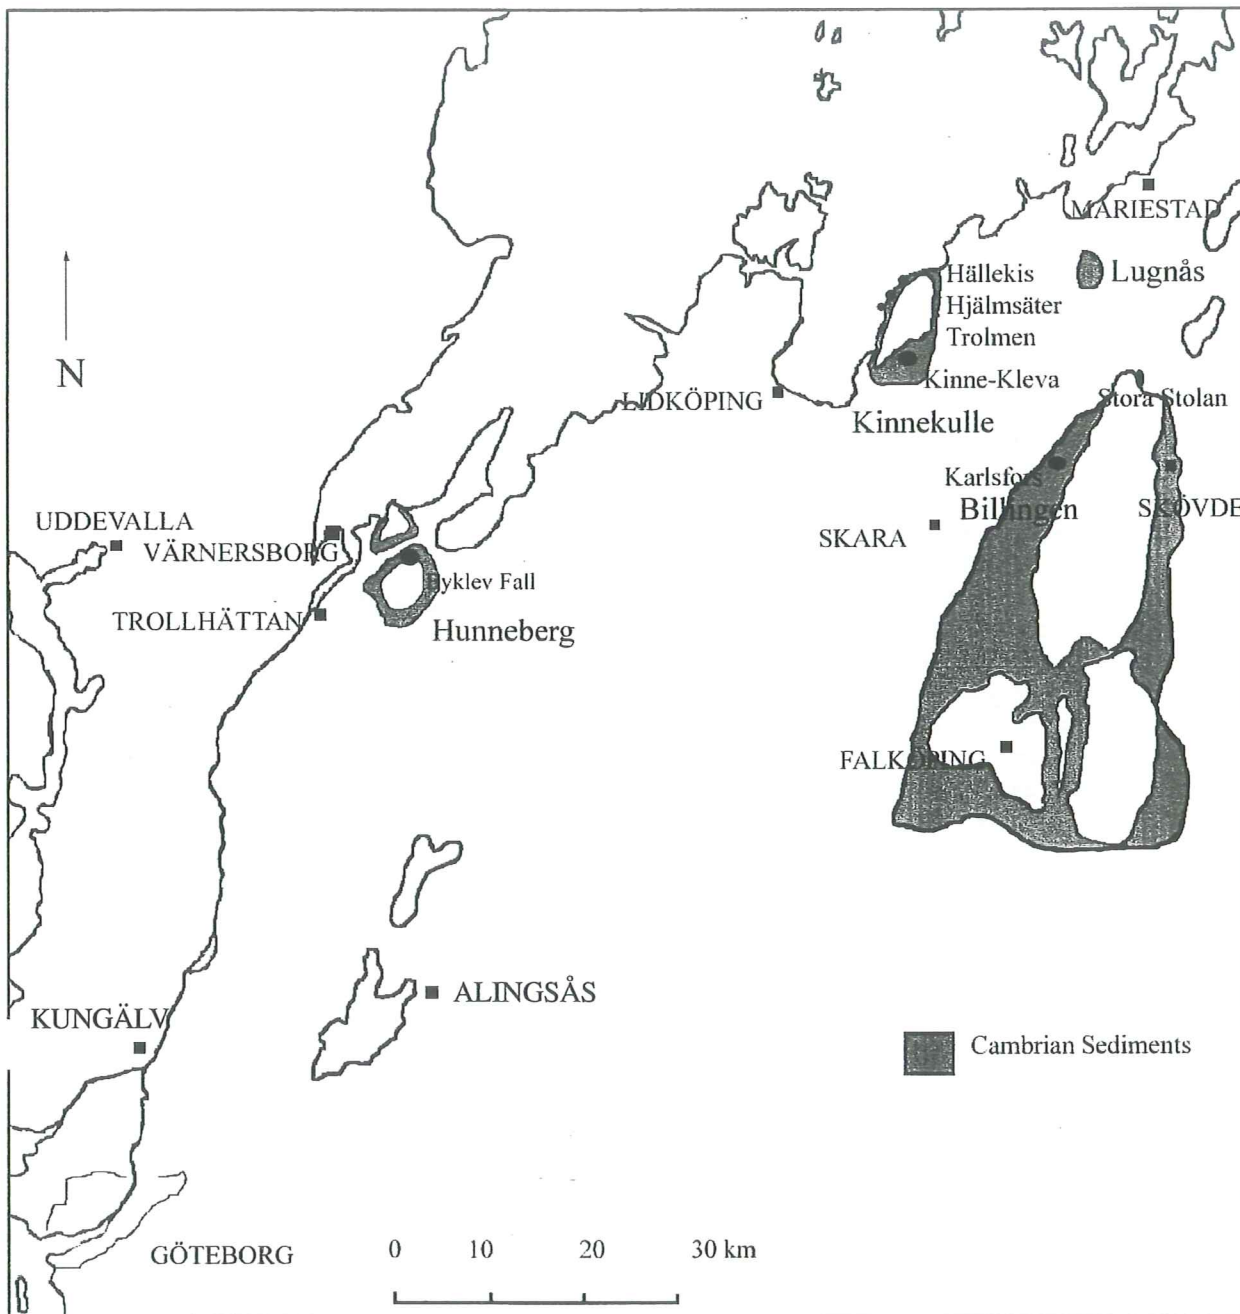 MARIESTAD
Hällekis
Lugnås
Hjälmsäter
Trolmen
N
Kinne-Kleva
LIDKÖPING
Stora Stolan
Kinnekulle
Karlsfors
Billingen
SKÖVDE
UDDEVALLA
VÄRNERSBORG
SKARA
Fall
TROLLHÄTTAN
Hunneberg
FALKÖPING
ALINGSÅS
KUNGÄLV
Cambrian Sediments
GÖTEBORG
0 10 20 30 km